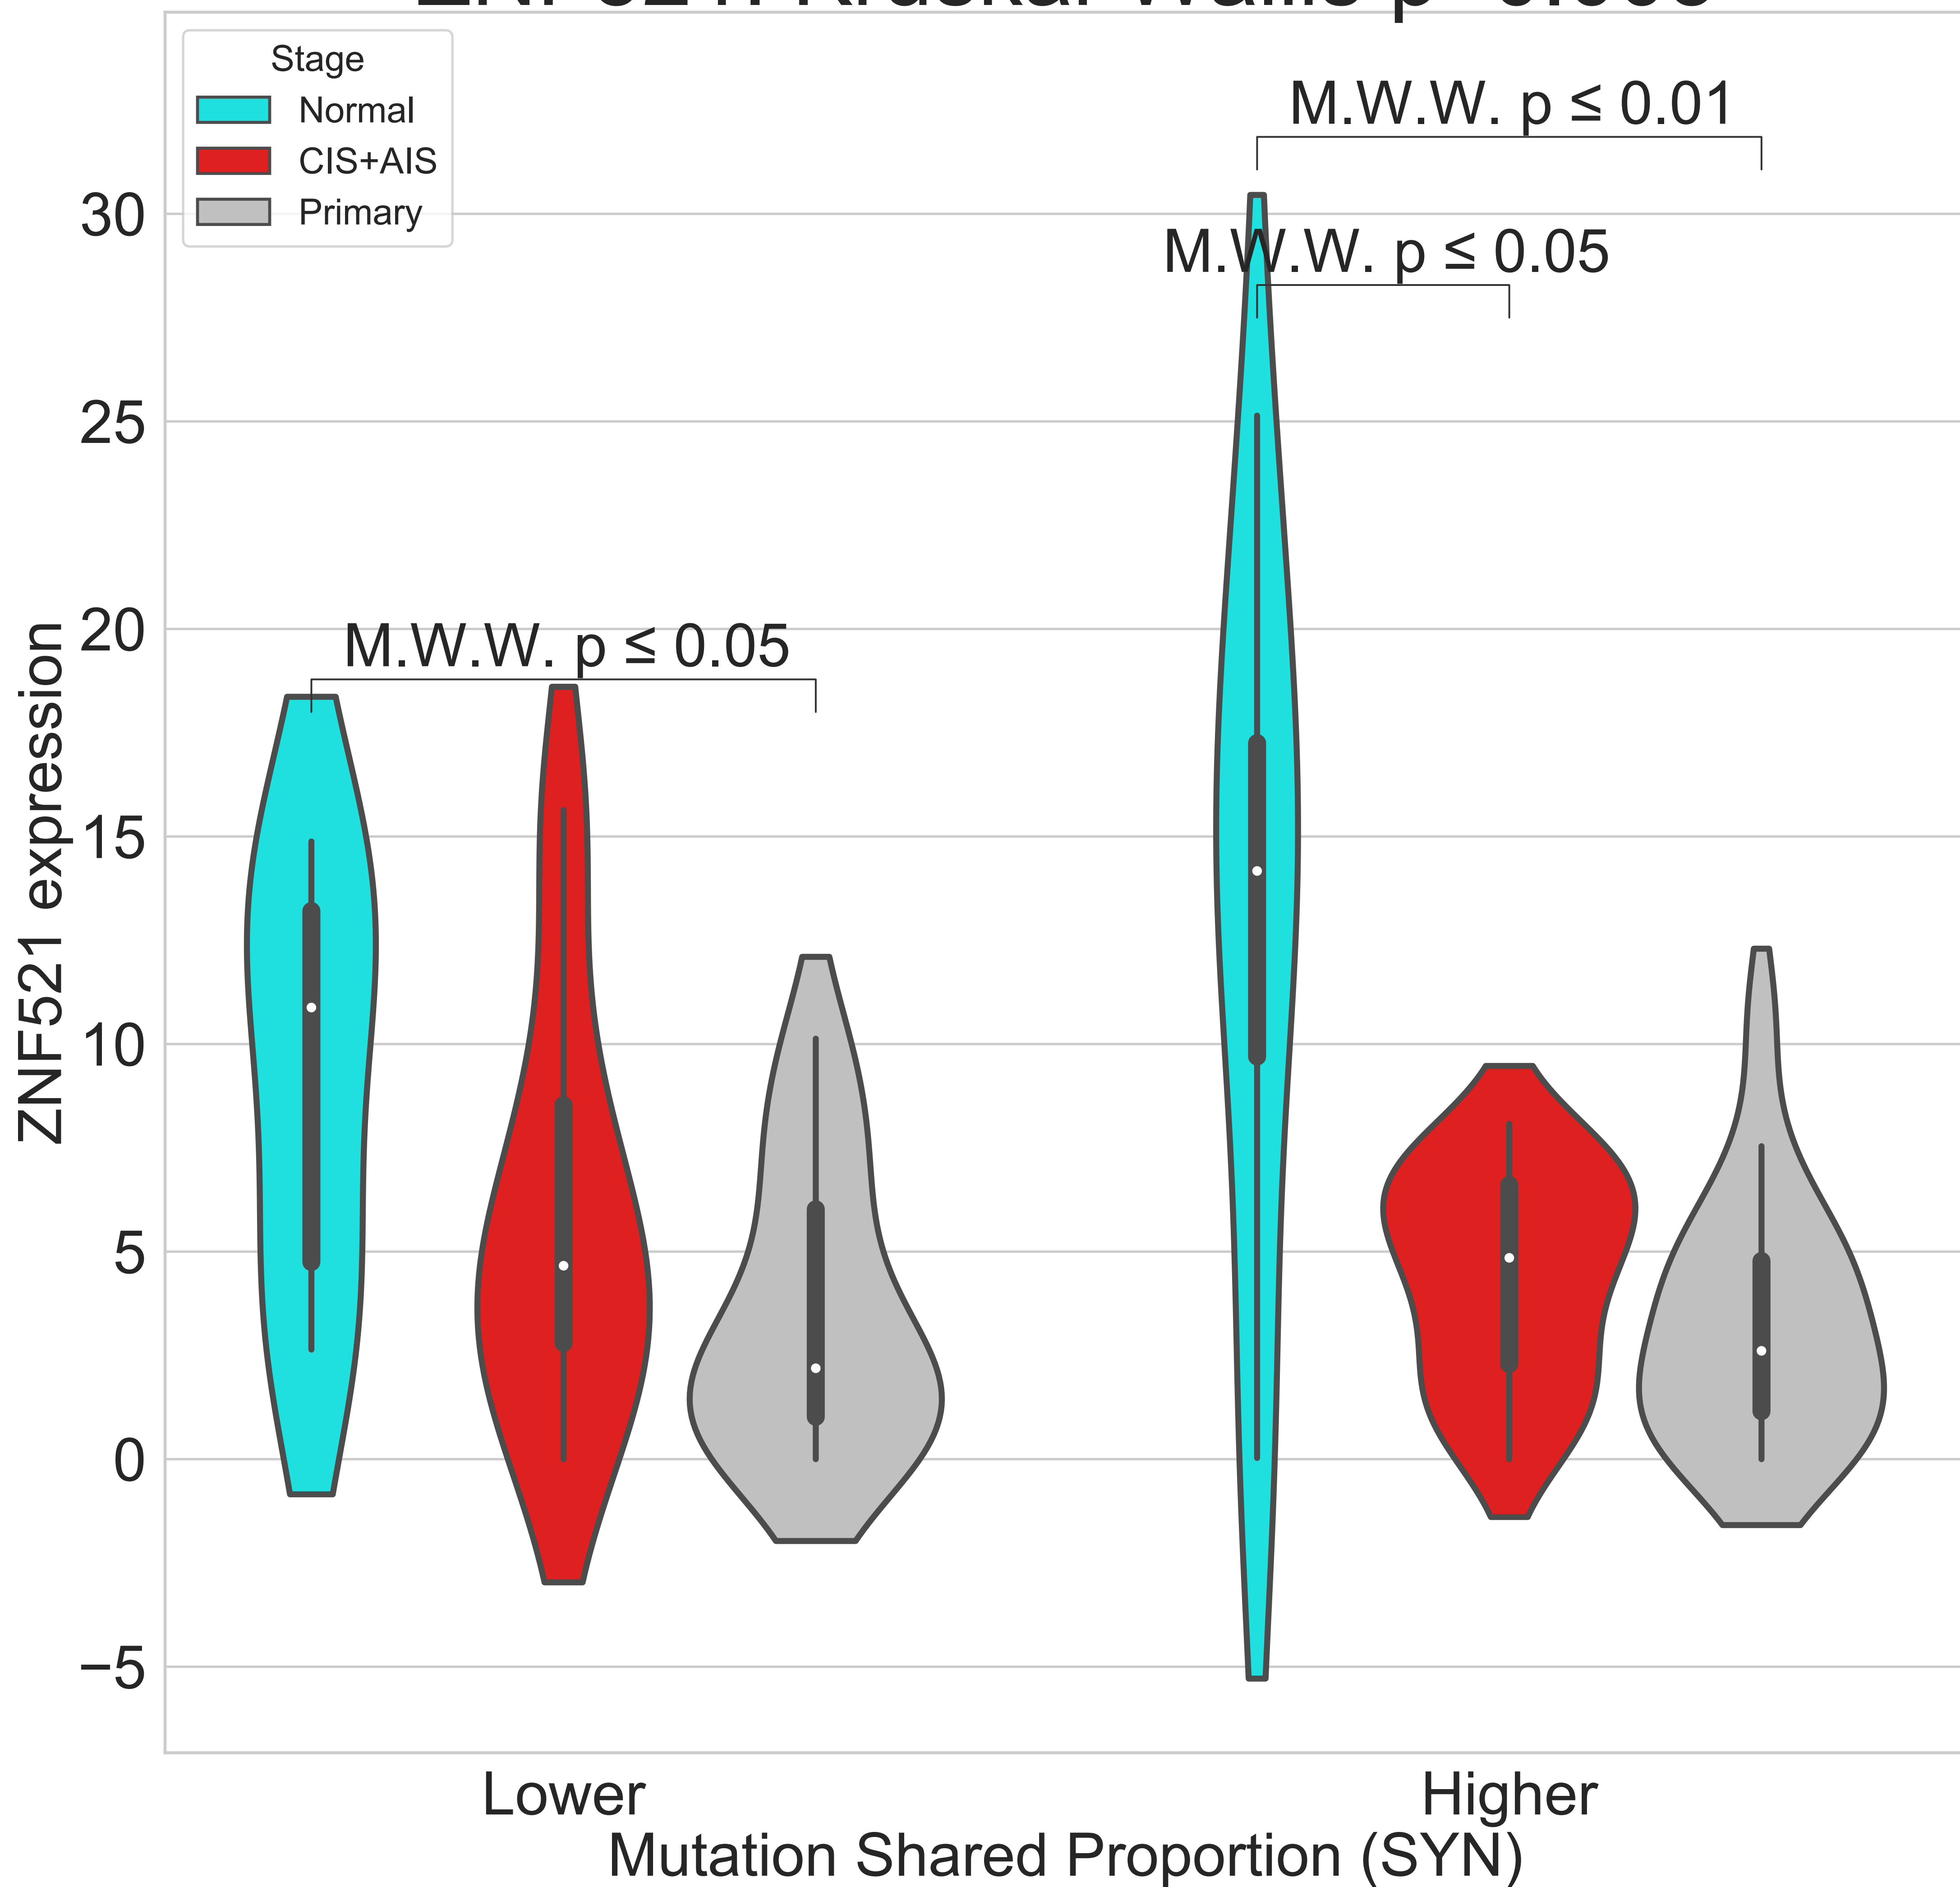 Stage
Normal
CIS+AIS
Primary
M.W.W. p ≤ 0.01
M.W.W. p ≤ 0.05
M.W.W. p ≤ 0.05
30
25
20
15
10
5
0
−5
ZNF521 expression
Lower
Higher
Mutation Shared Proportion (SYN)